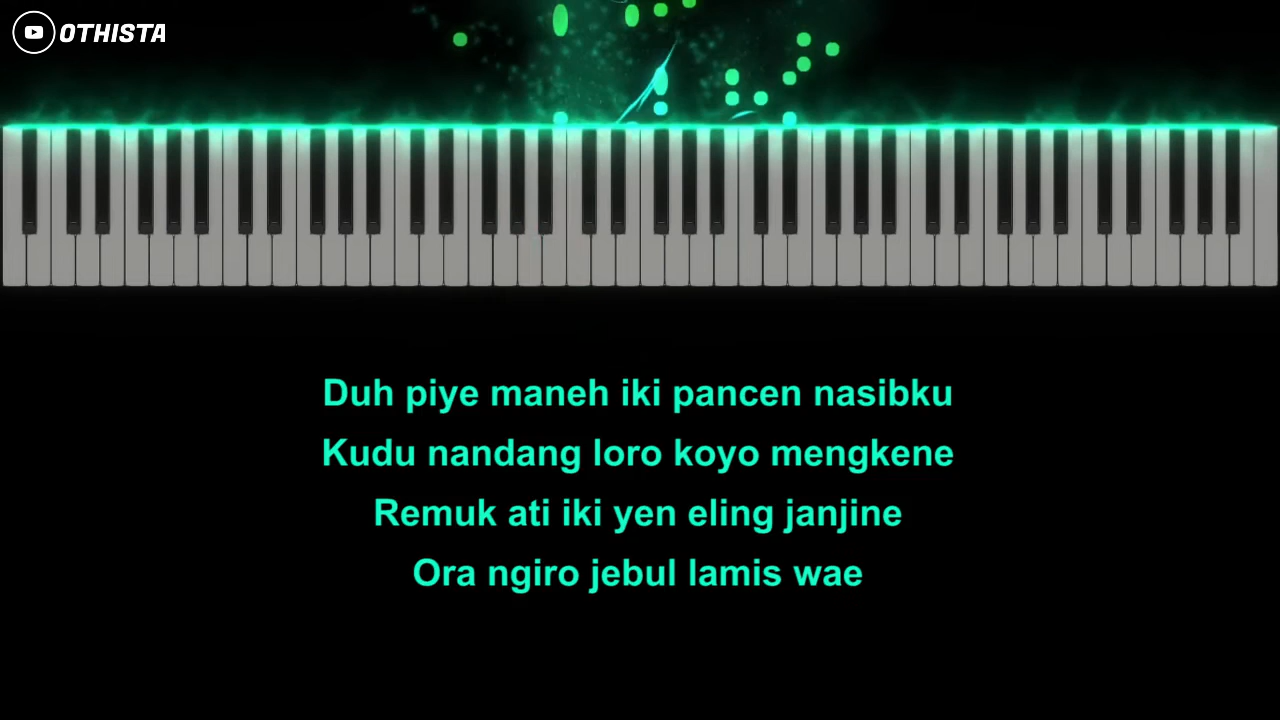 OTHISTA
Duh piye maneh iki pancen nasibku
Kudu nandang loro koyo mengkene
Remuk ati iki yen eling janjine
Ora ngiro jebul lamis wae